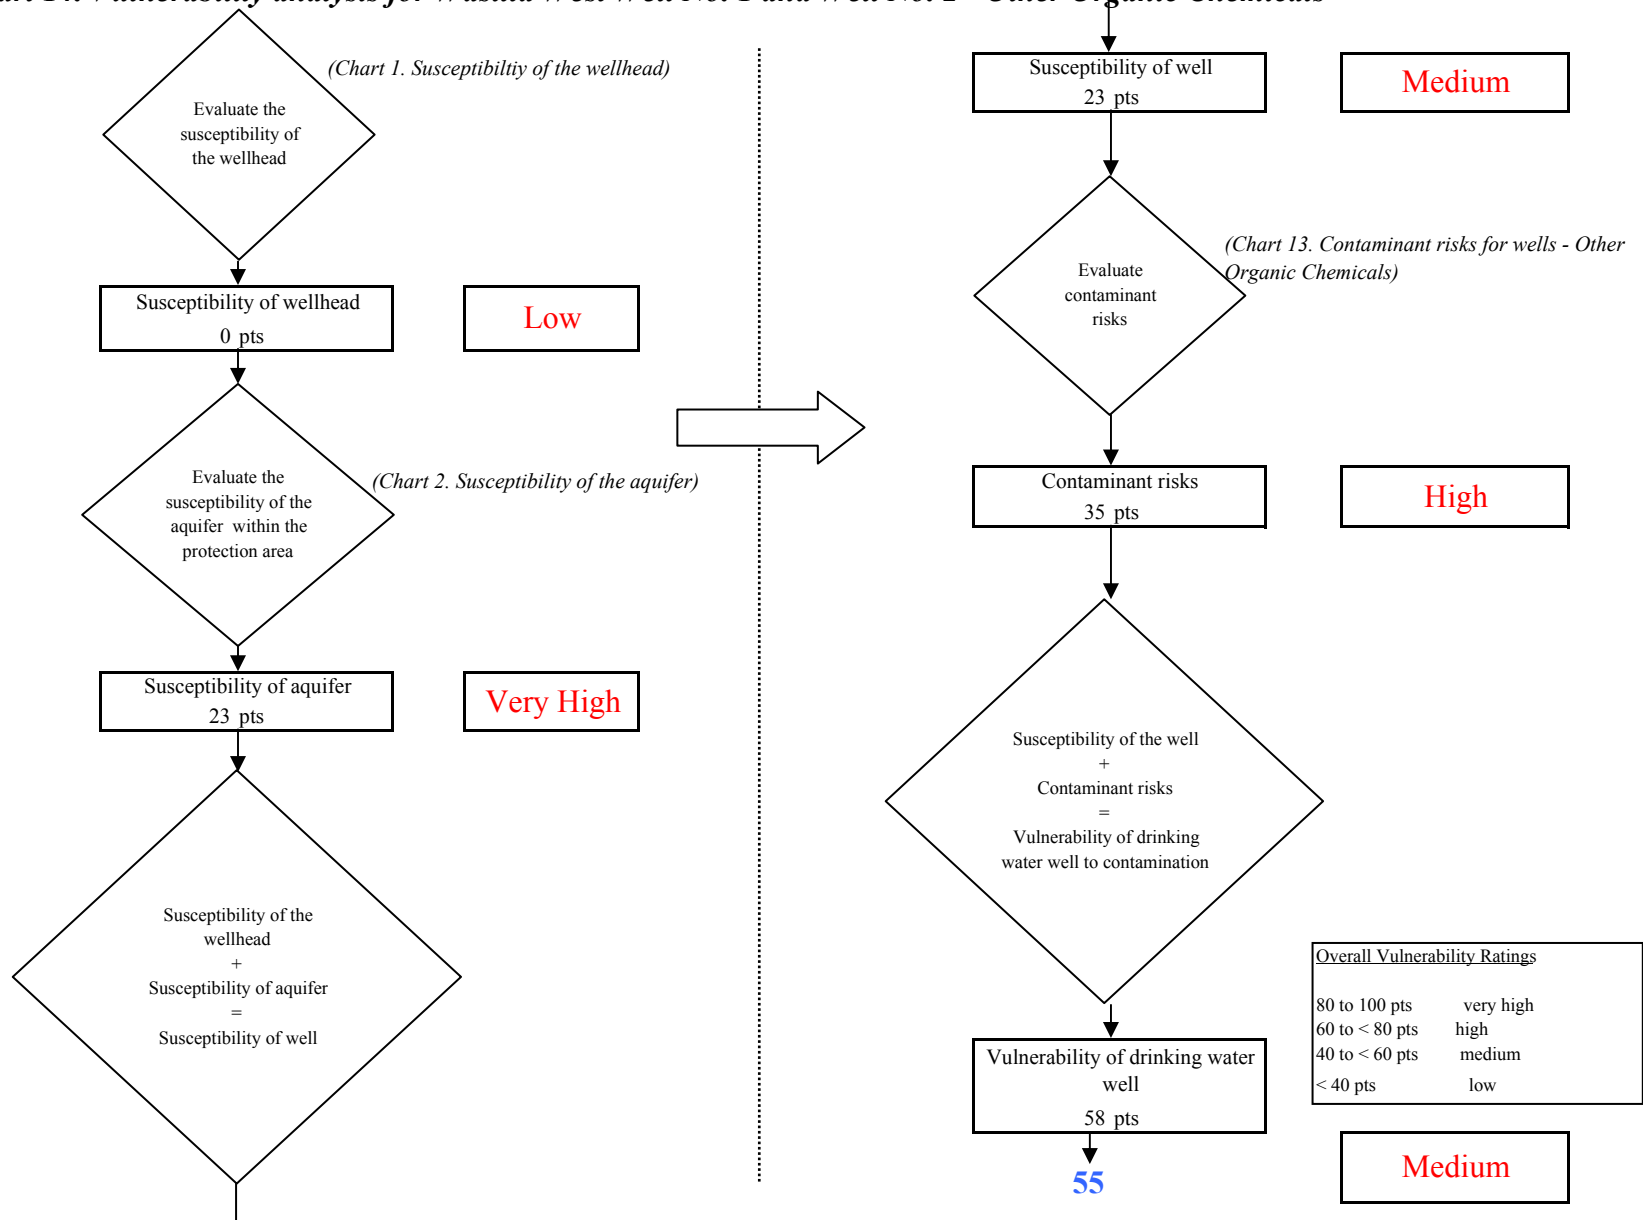 Evaluate the
susceptibility of
the wellhead
(Chart 1. Susceptibiltiy of the wellhead)
Susceptibility of wellhead
0 pts
Low
Evaluate the
susceptibility of the
aquifer within the
protection area
(Chart 2. Susceptibility of the aquifer)
Susceptibility of aquifer
23 pts
Very High
Susceptibility of the
wellhead
+
Susceptibility of aquifer
=
Susceptibility of well
Susceptibility of well
23 pts
Medium
Evaluate
contaminant
risks
(Chart 13. Contaminant risks for wells - Other
Organic Chemicals)
Contaminant risks
35 pts
High
Susceptibility of the well
+
Contaminant risks
=
Vulnerability of drinking
water well to contamination
Overall Vulnerability Ratings
80 to 100 pts very high
60 to < 80 pts high
40 to < 60 pts medium
< 40 pts low
Vulnerability of drinking water
well
58 pts
55
Medium